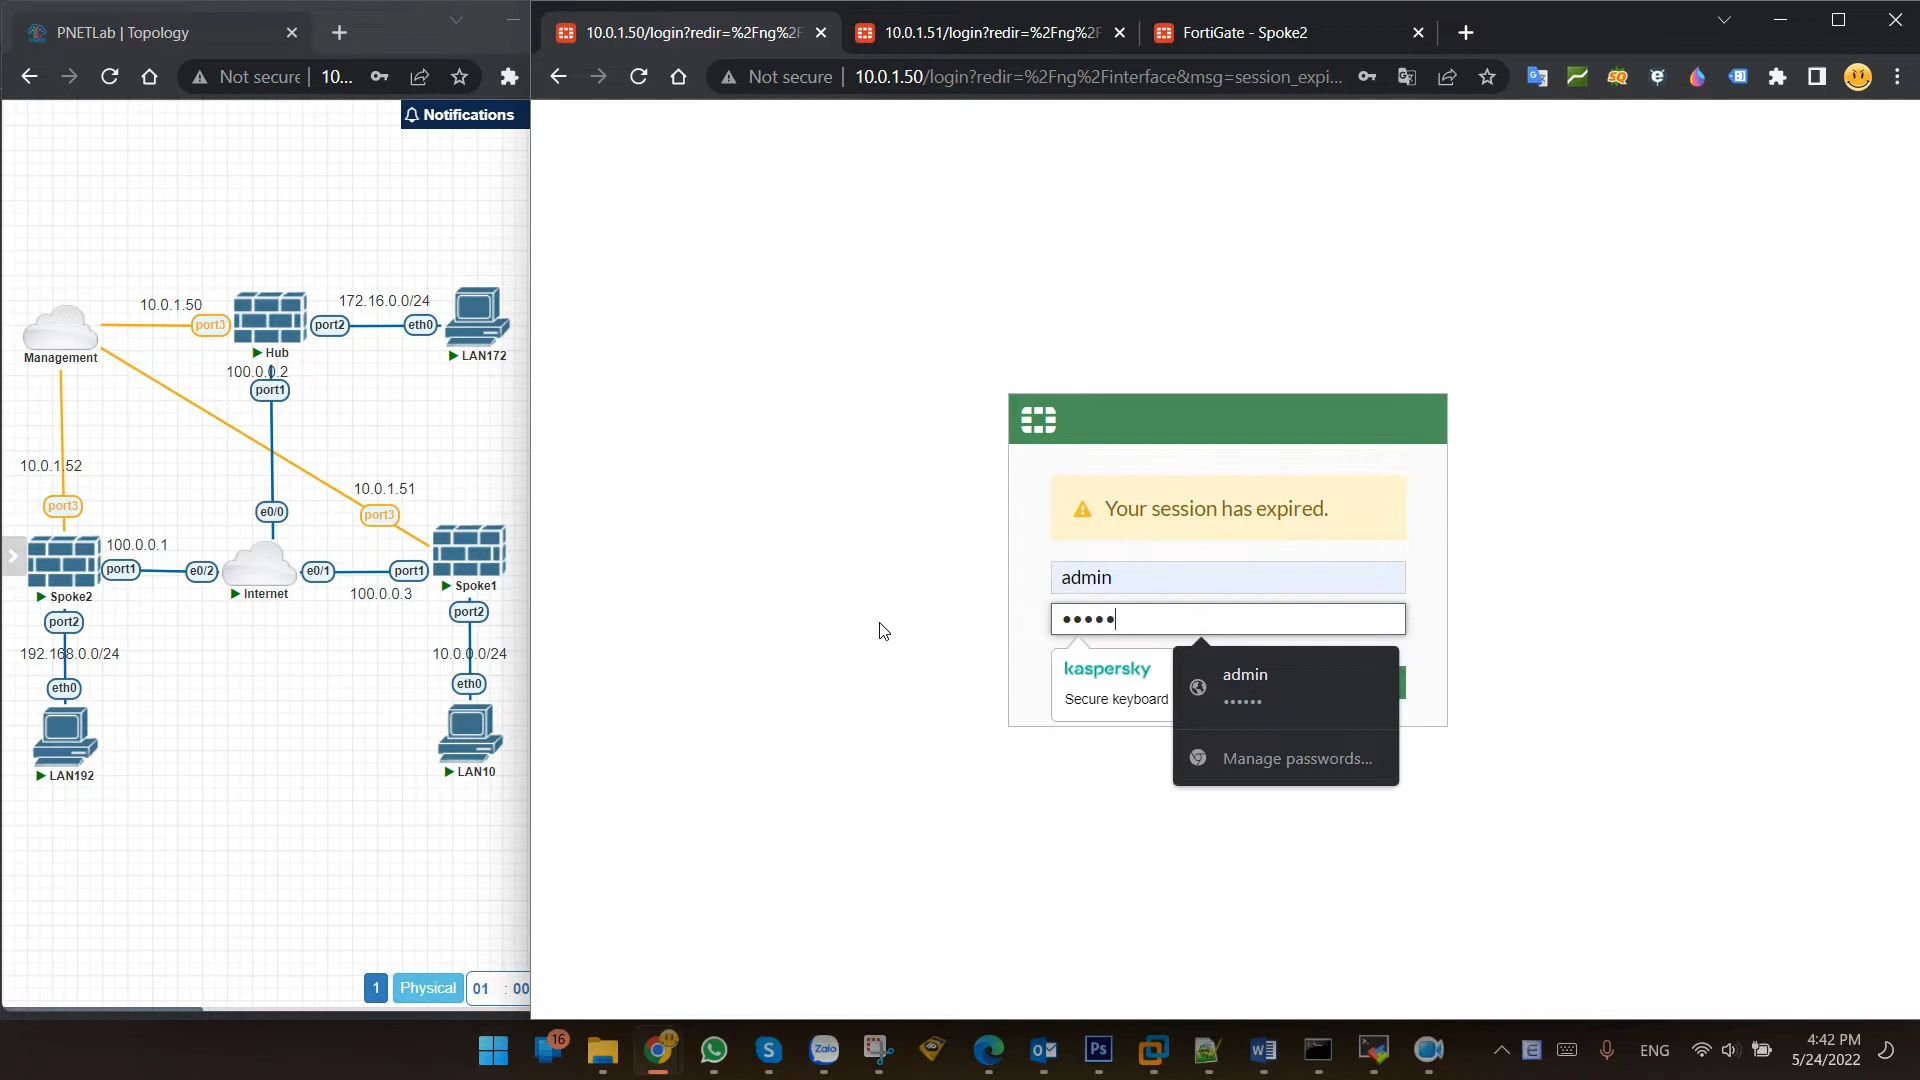 PNETLab | Topology
Not secure
10...
Notifications
10.0.1.50
172.16.0.0/24
port3
port2
eth0
Management
Hub
LAN172
100.0.0.2
port1
10.0.1.52
10.0.1.51
e0/0
port3
port3
100.0.0.1
port1
e0/2
e0/1
port1
Spoke2
Internet
100.0.0.3
Spoke1
port2
port2
192.168.0.0/24
10.0.0.0/24
eth0
eth0
LAN192
LAN10
1
Physical
01 : 00
10.0.1.50/login?redir=%2Fng%2F
10.0.1.51/login?redir=%2Fng%2F
FortiGate - Spoke2
Not secure
10.0.1.50/login?redir=%2Fng%2Finterface&msg=session_expi...
Your session has expired.
admin
kaspersky
Secure keyboard
admin
Manage passwords...
16
Zalo
Ps
ENG
4:42 PM
5/24/2022